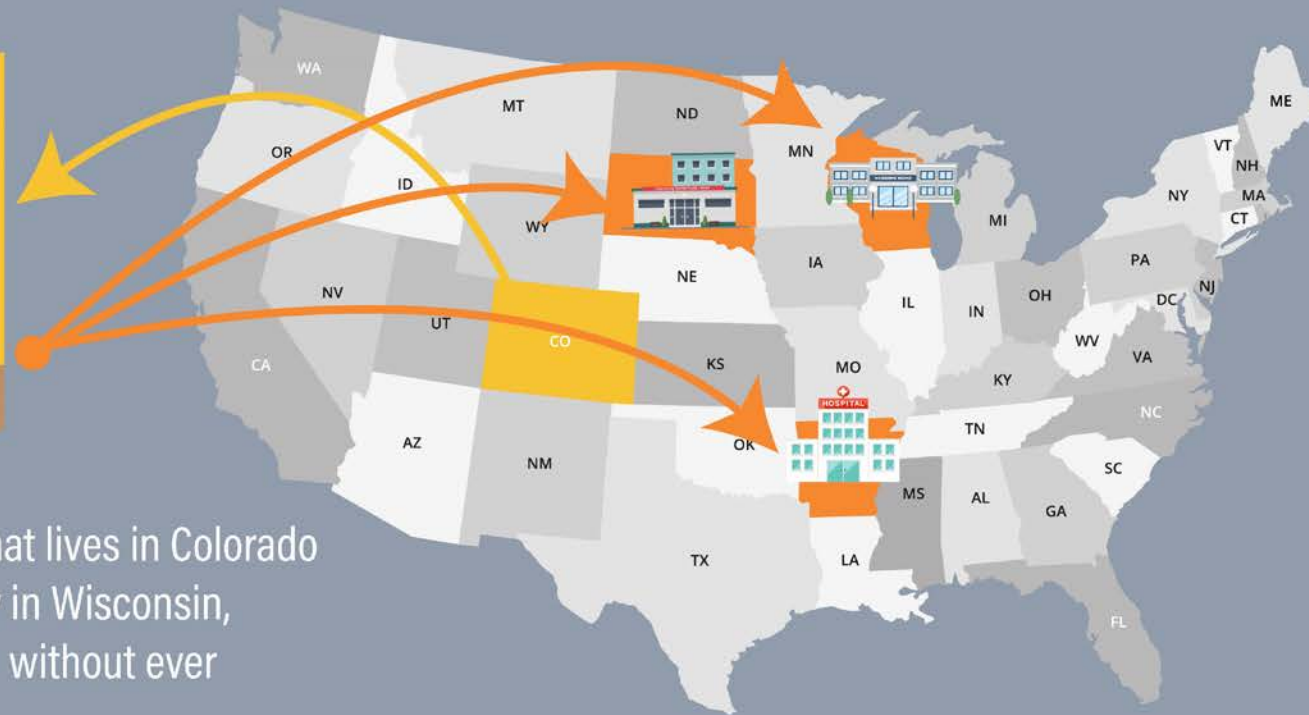 WA
MT
ND
ME
OR
MN
VT
NH
ID
MA
NY
CT
WY
MI
IA
PA
NE
OH
NJ
NV
IL
IN
DC
UT
CO
WV
VA
CA
KS
MO
KY
HOSPITAL
NC
AZ
OK
TN
NM
SC
MS
AL
GA
TX
LA
FL
at lives in Colorado
in Wisconsin,
without ever